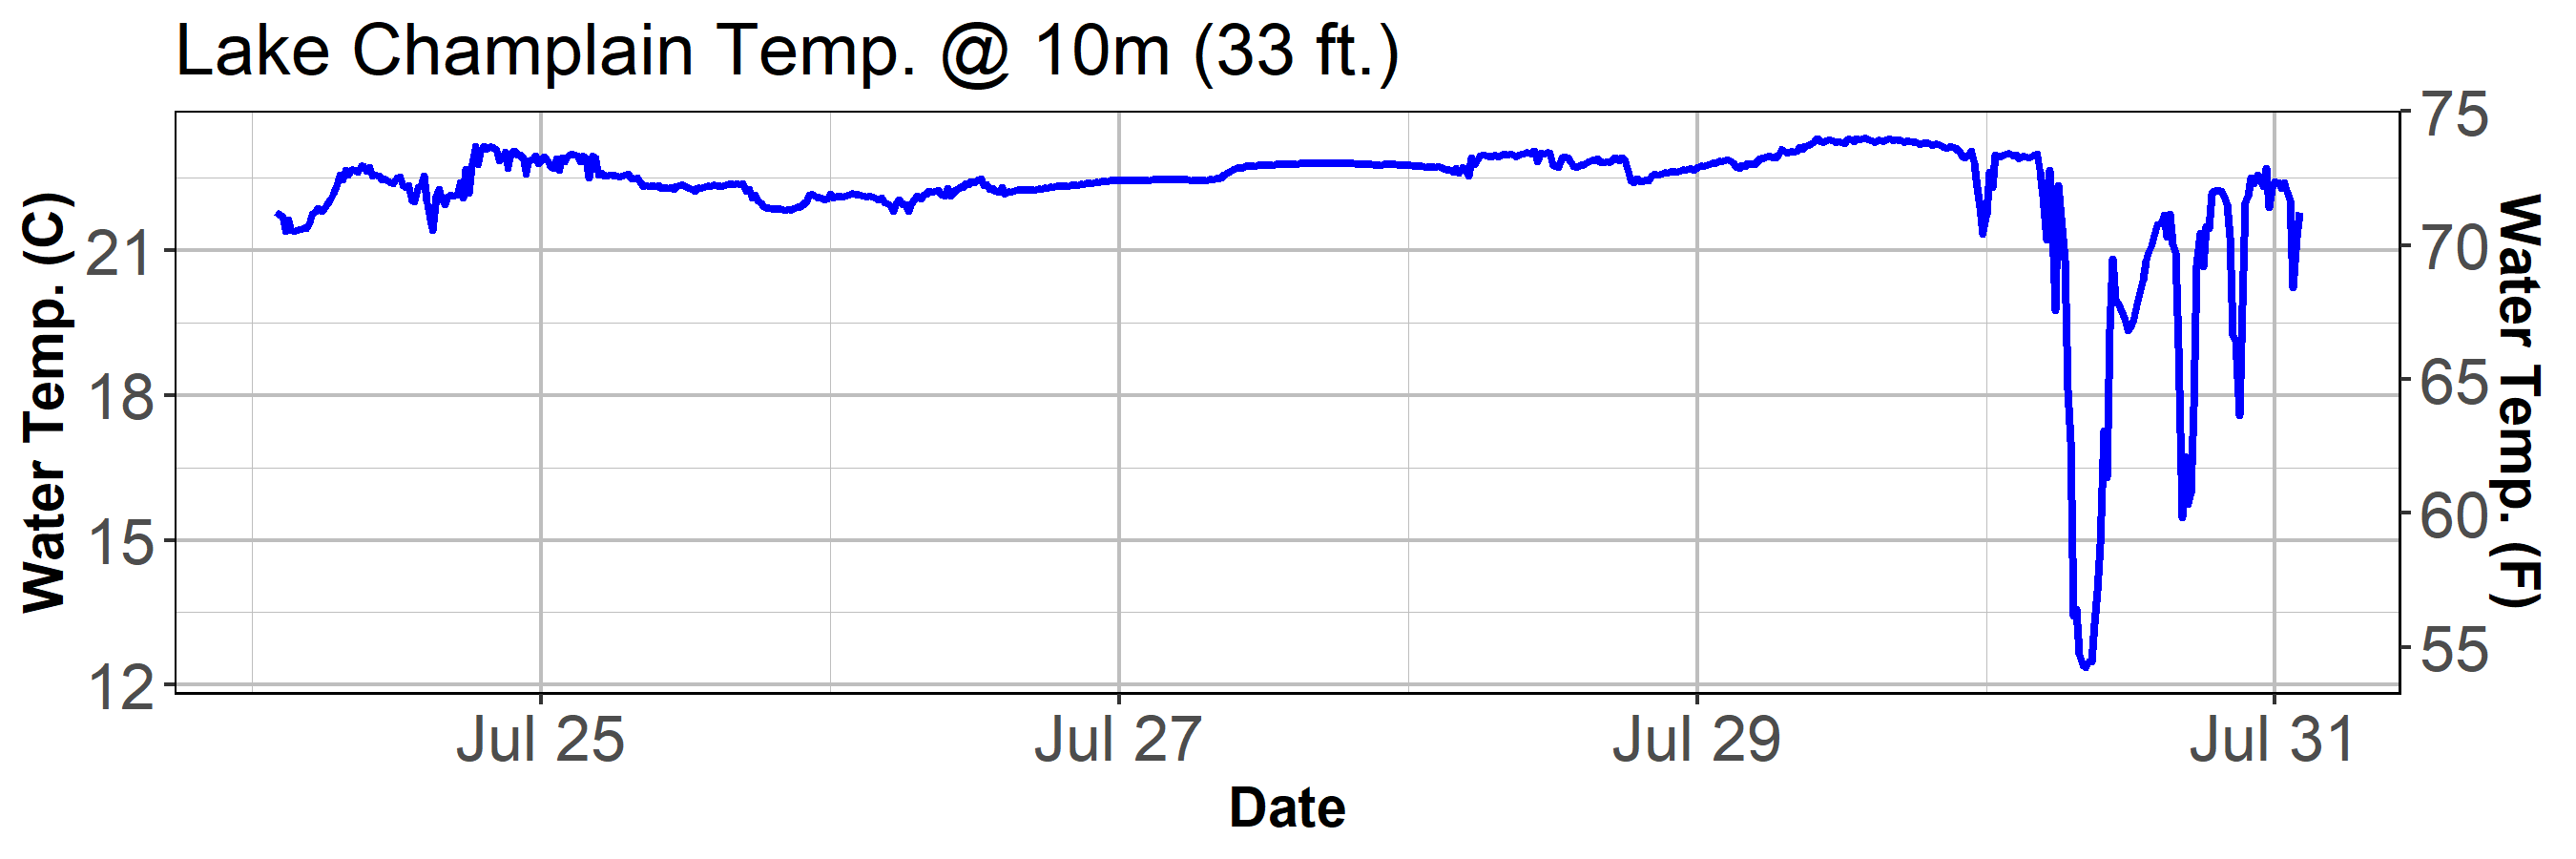 Lake Champlain Temp. @ 10m (33 ft.)
Water Temp. (C)
21
18
15
12
75
70
65
60
55
Water Temp. (F)
Jul 25
Jul 27
Jul 29
Jul 31
Date